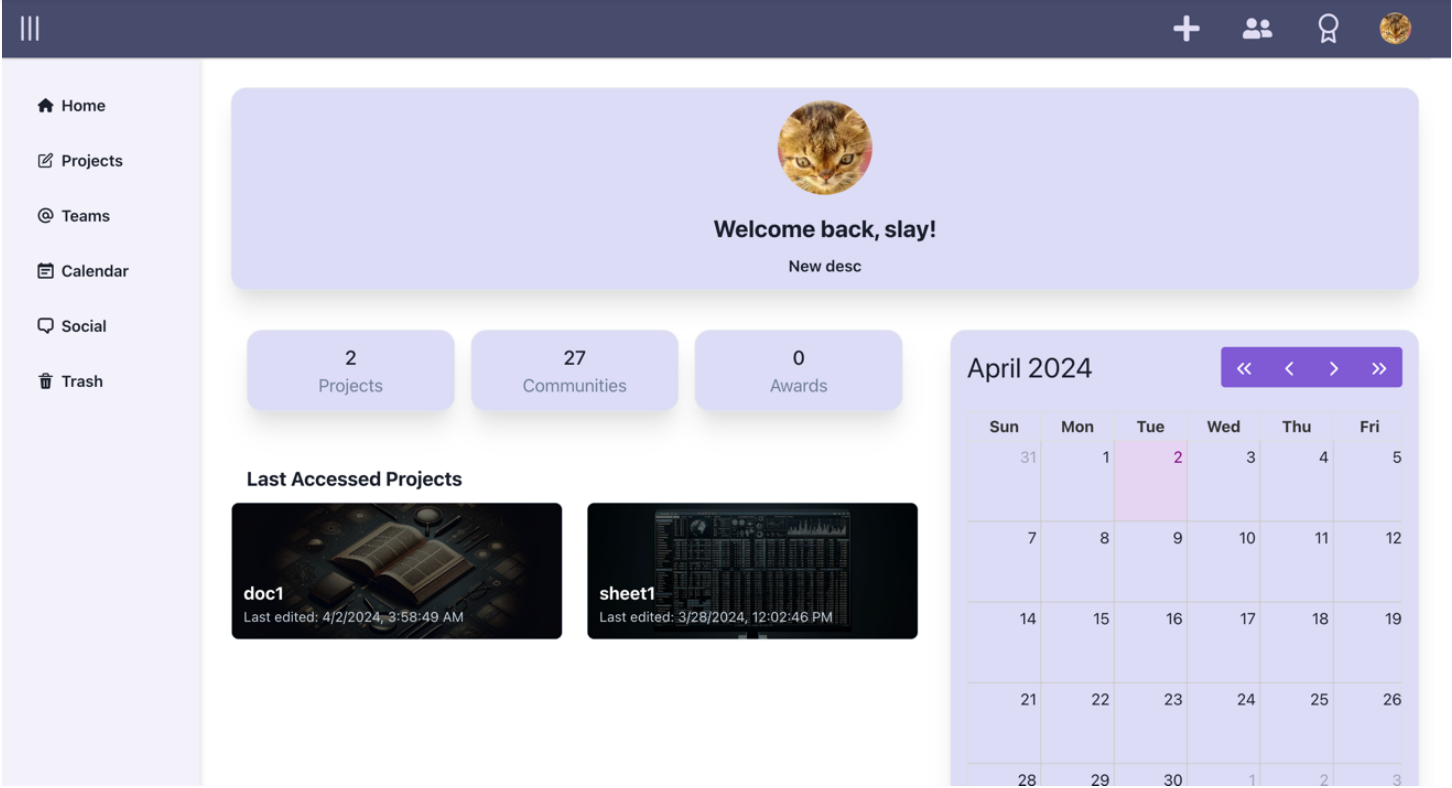 Home
Projects
Teams
Calendar
Social
Trash
Welcome back, slay!
New desc
2
Projects
27
Communities
0
Awards
Last Accessed Projects
doc1
Last edited: 4/2/2024, 3:58:49 AM
sheet1
Last edited: 3/28/2024, 12:02:46 PM
April 2024
Sun Mon Tue Wed Thu Fri
31 1 2 3 4 5
7 8 9 10 11 12
14 15 16 17 18 19
21 22 23 24 25 26
28 29 30 1 2 3